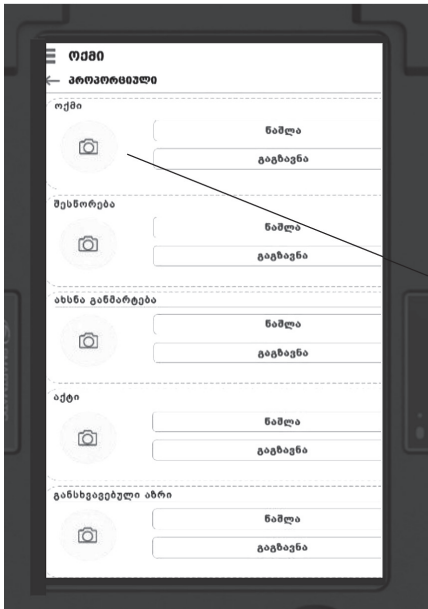 ოქმი
პროპორციული
ოქმი
წაშლა
გაგზავნა
შესწორება
წაშლა
გაგზავნა
ახსნა განმარტება
წაშლა
გაგზავნა
აქტი
წაშლა
გაგზავნა
განსხვავებული აზრი
წაშლა
გაგზავნა